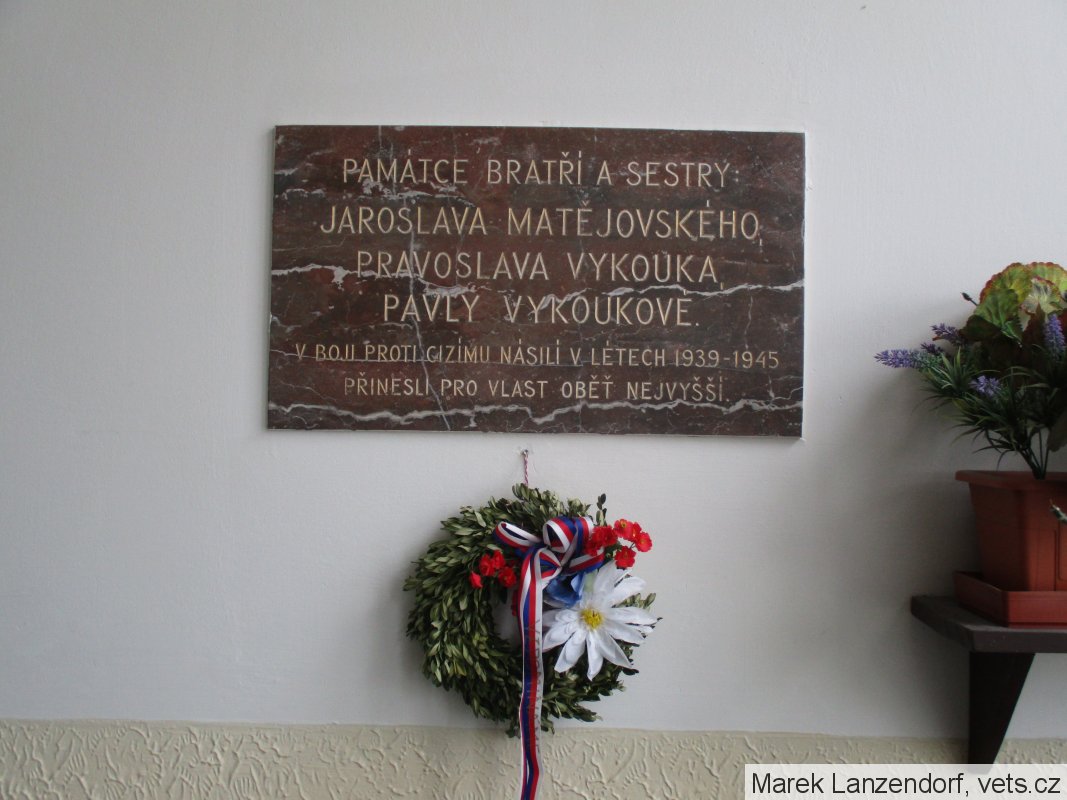 PAMÁTCE BRATŘÍ A SESTRY:
JAROSLAVA MATĚJOVSKÉHO,
PRAVOSLAVA VYKOUKA,
PAVLY VYKOUKOVÉ.
V BOJI PROTI CIZÍMU NÁSILÍ V LÉTECH 1939-1945
PŘINESLI PRO VLAST OBĚŤ NEJVYŠŠÍ.
Marek Lanzendorf, vets.cz